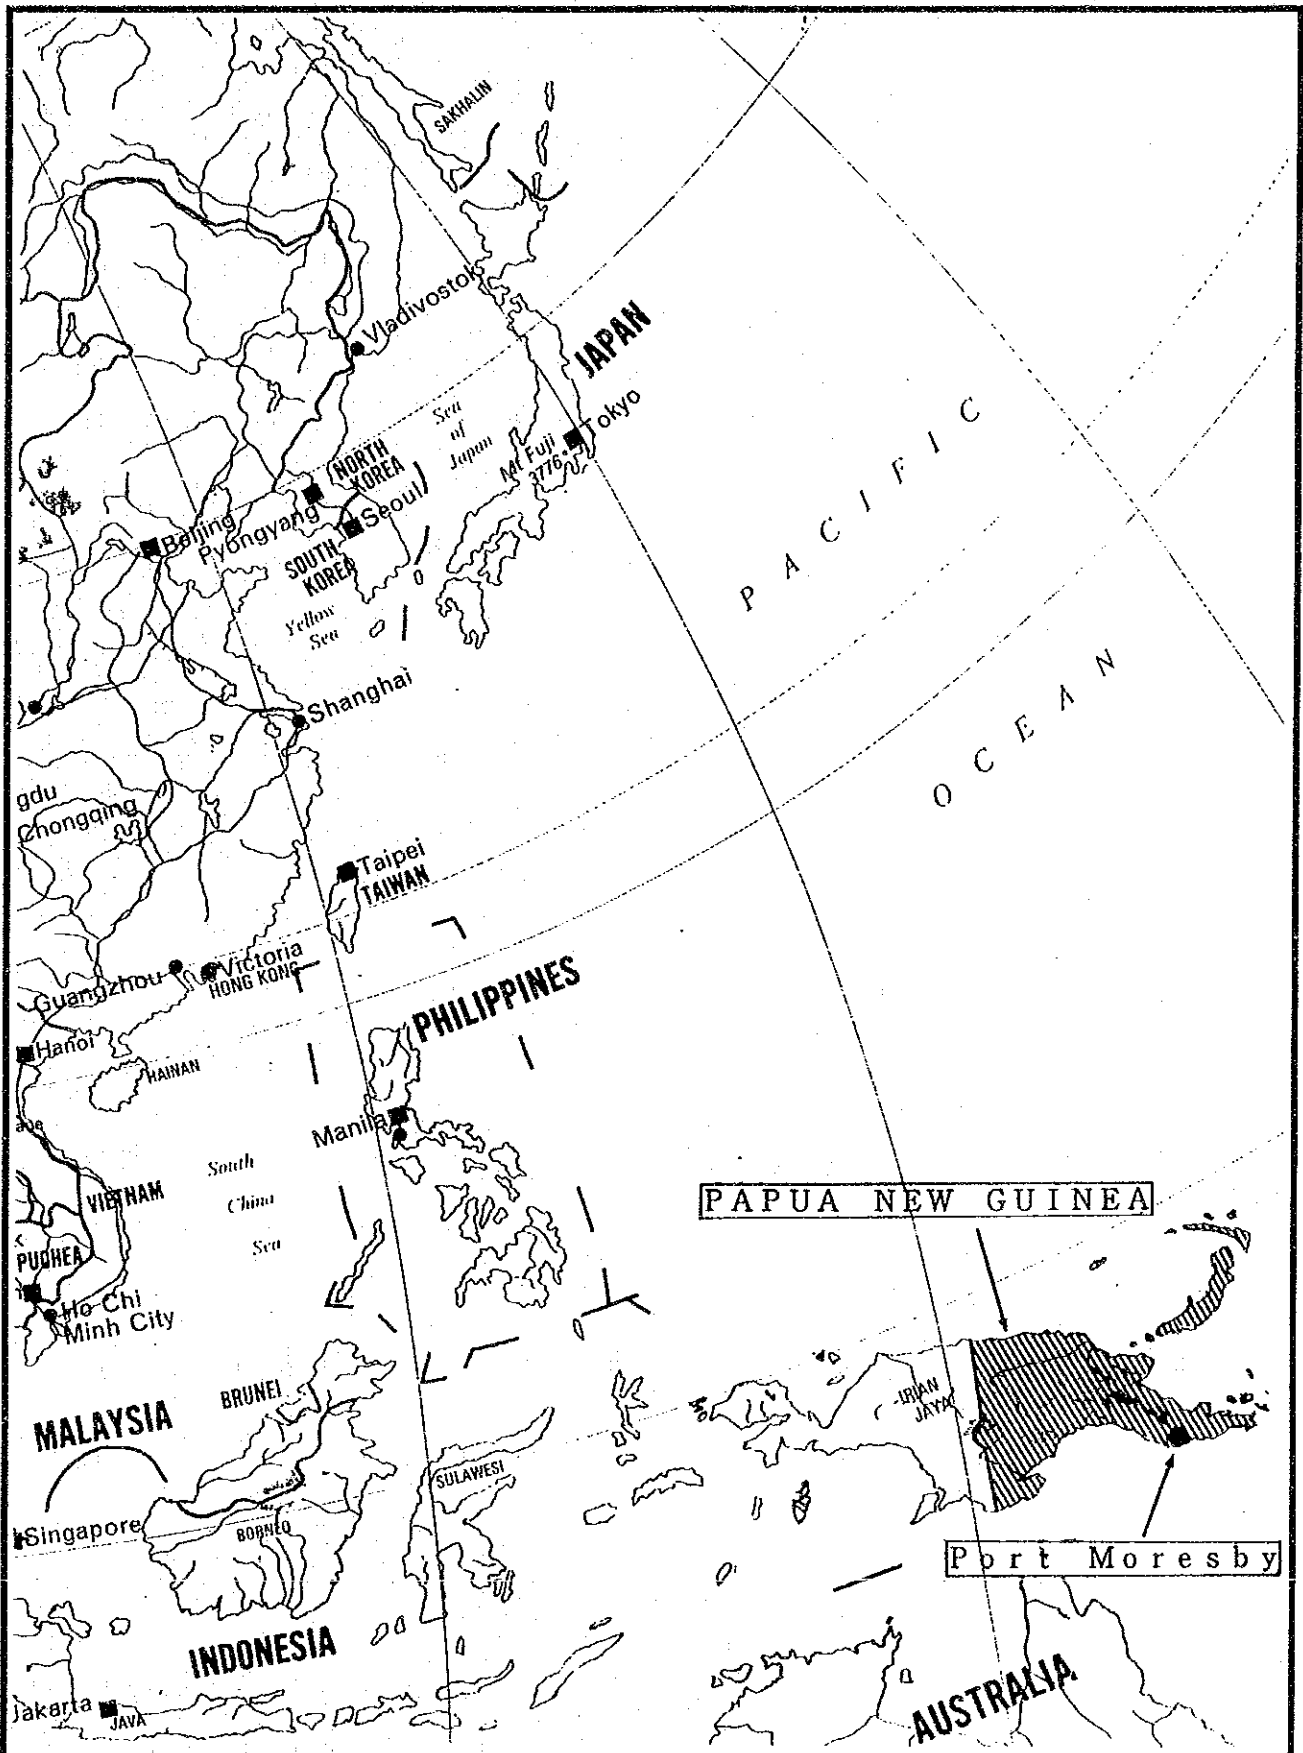 SAKHALIN
Vladivostok
JAPAN
Sea
of
Japan
Tokyo
Mt Fuji
3776
NORTH
KOREA
Beijing
Pyongyang
Seoul
SOUTH
KOREA
Yellow
Sea
PACIFIC
OCEAN
Shanghai
gdu
Chongqing
Taipei
TAIWAN
Guangzhou
Victoria
HONG KONG
PHILIPPINES
Hanoi
HAINAN
Manila
South
China
Sea
VIETNAM
PUCHEA
Ho Chi
Minh City
PAPUA NEW GUINEA
BRUNEI
MALAYSIA
IRIAN
JAYA
SULAWESI
Singapore
BORNEO
Port Moresby
INDONESIA
Jakarta
JAVA
AUSTRALIA